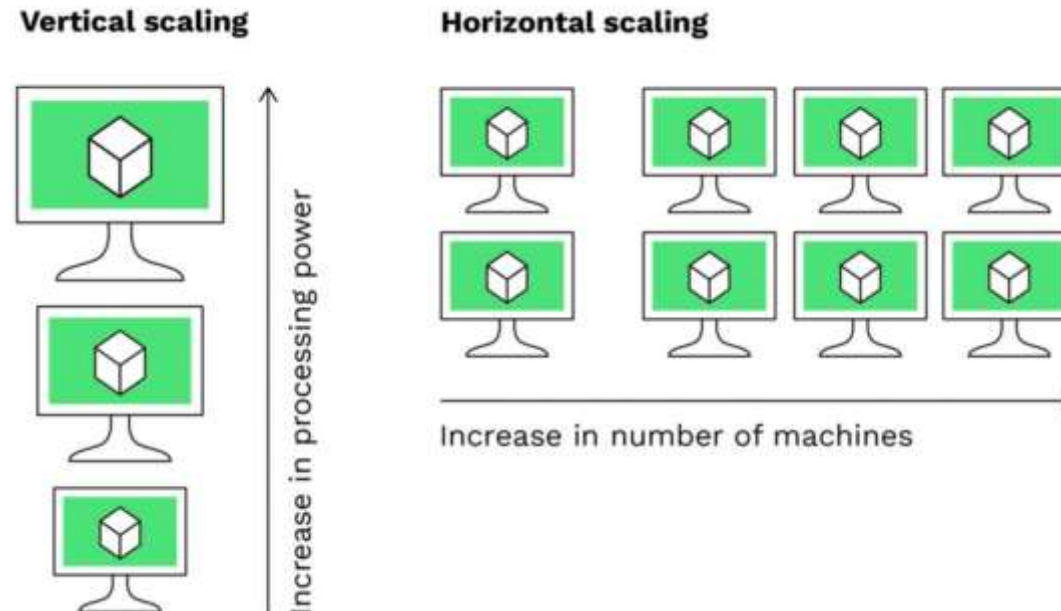 Vertical scaling
Horizontal scaling
Increase in processing power
Increase in number of machines